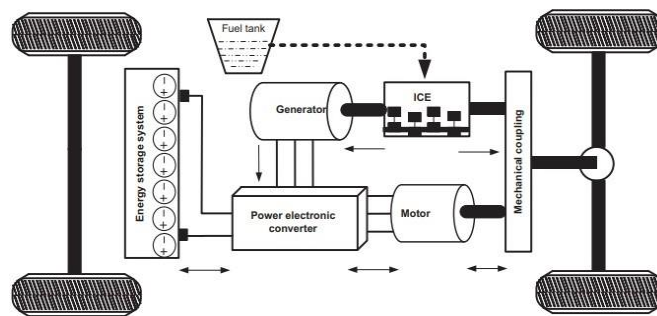 Fuel tank
ICE
Generator
Energy storage system
Mechanical coupling
Power electronic
converter
Motor